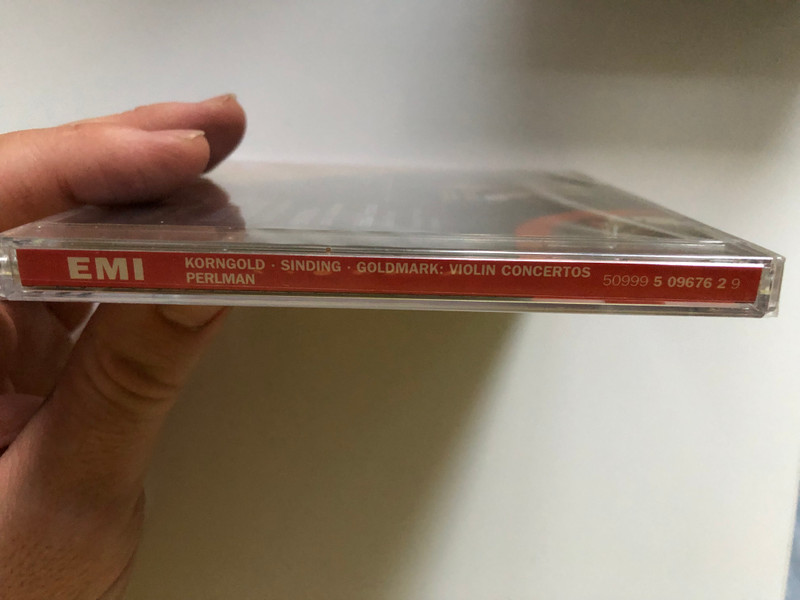 EMI
KORNGOLD · SINDING · GOLDMARK: VIOLIN CONCERTOS
PERLMAN
50999 5 09676 2 9